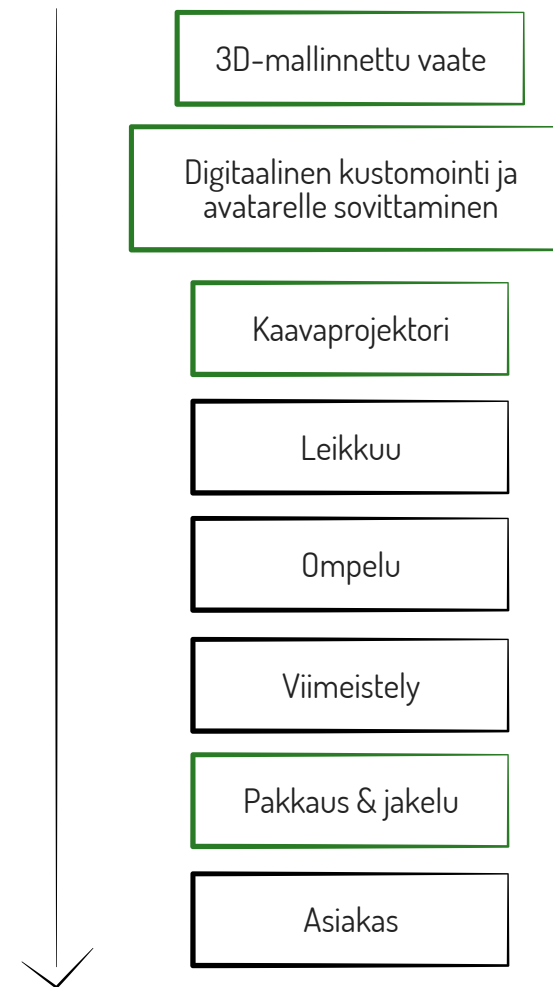 3D-mallinnettu vaate
Digitaalinen kustomointi ja
avatarelle sovittaminen
Kaavaprojektori
Leikkuu
Ompelu
Viimeistely
Pakkaus & jakelu
Asiakas